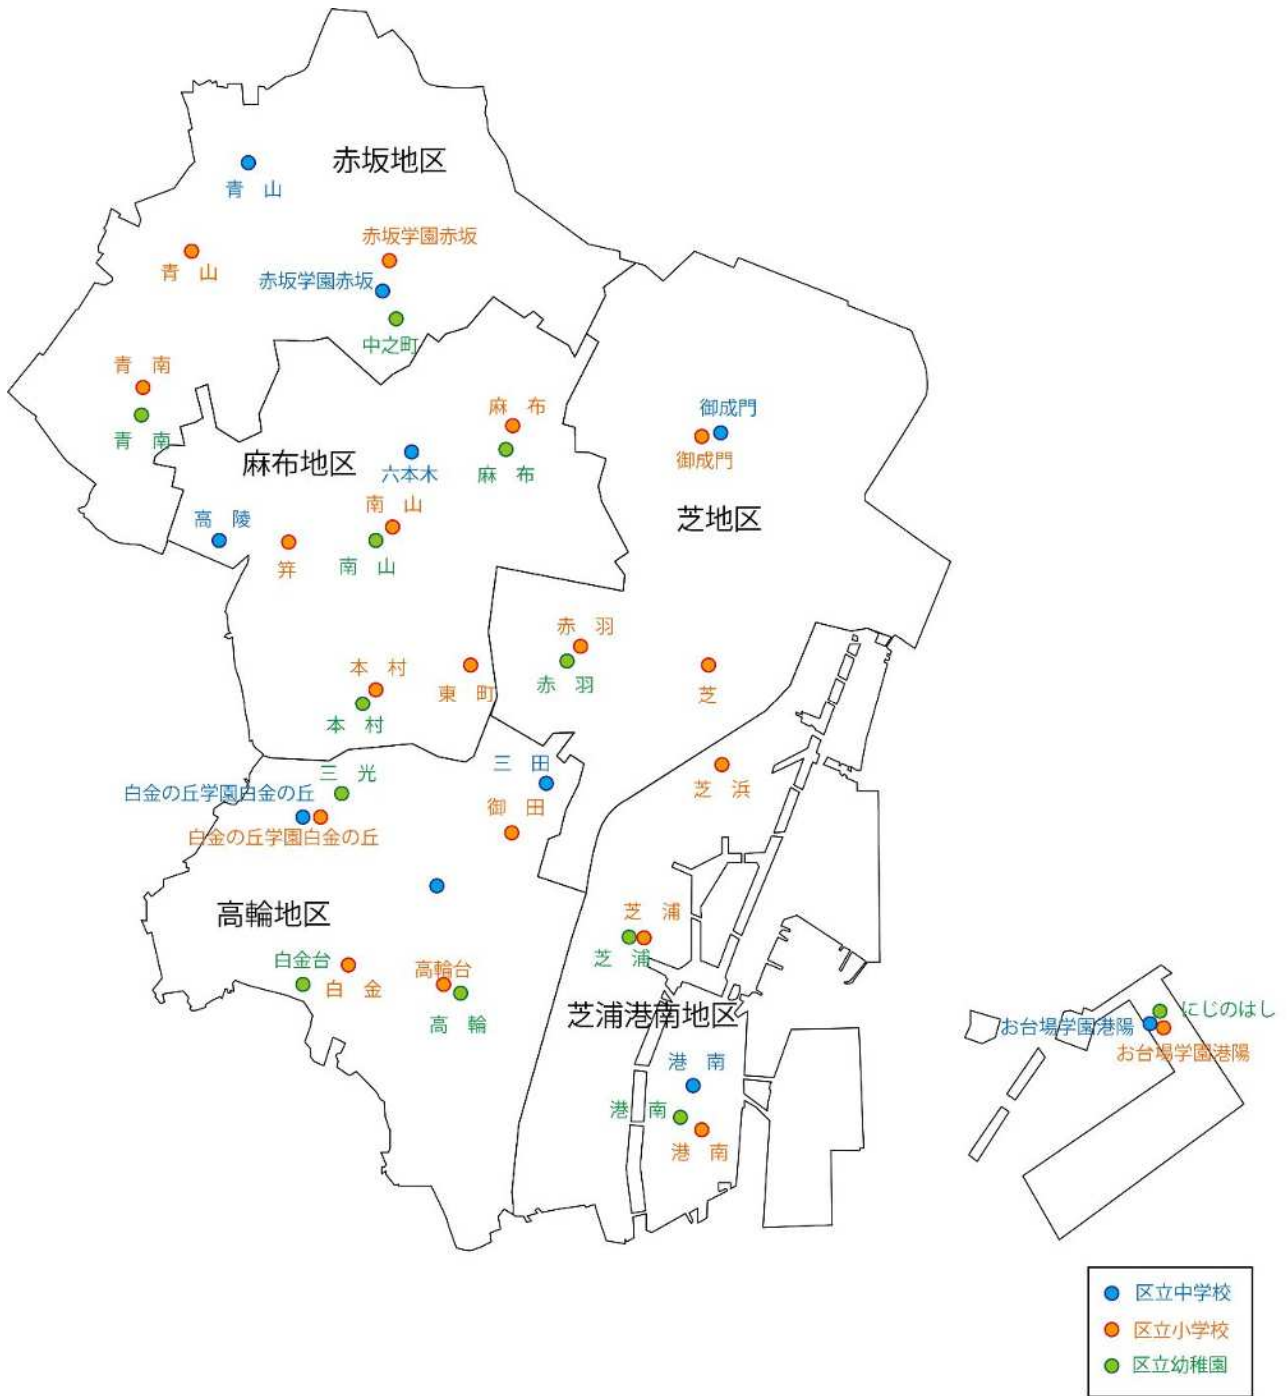 赤坂地区
青　山
赤坂学園赤坂
青　山
赤坂学園赤坂
中之町
青　南
青　南
麻　布
御成門
麻布地区
六本木
麻　布
御成門
南　山
高　陵
芝地区
笄
南　山
赤　羽
本　村
東　町
赤　羽
芝
本　村
三　光
三　田
白金の丘学園白金の丘
芝　浜
御　田
白金の丘学園白金の丘
高輪地区
芝　浦
白金台
白　金
高輪台
芝　浦
高　輪
芝浦港南地区
にじのはし
お台場学園港陽
お台場学園港陽
港　南
港　南
港　南
区立中学校
区立小学校
区立幼稚園